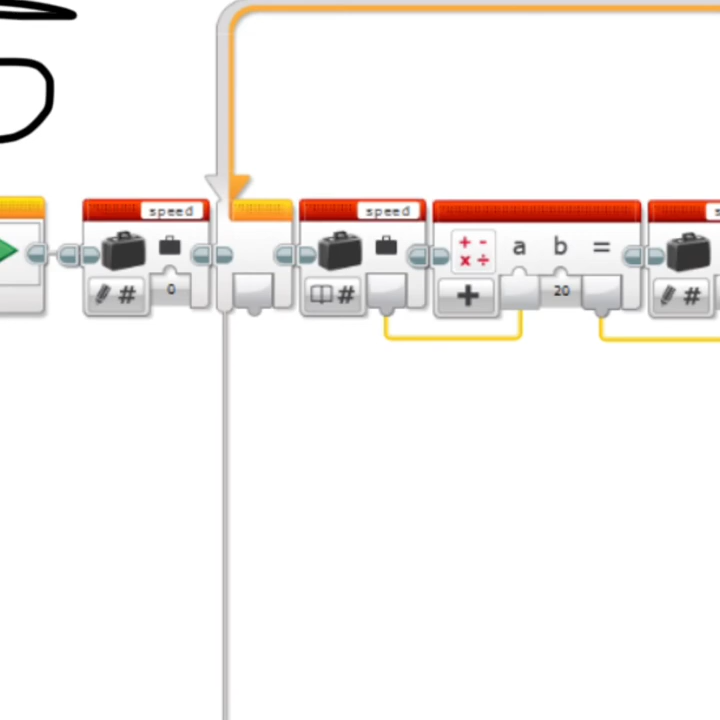 speed
0
#
speed
#
a b =
+ -
× ÷
+
20
#